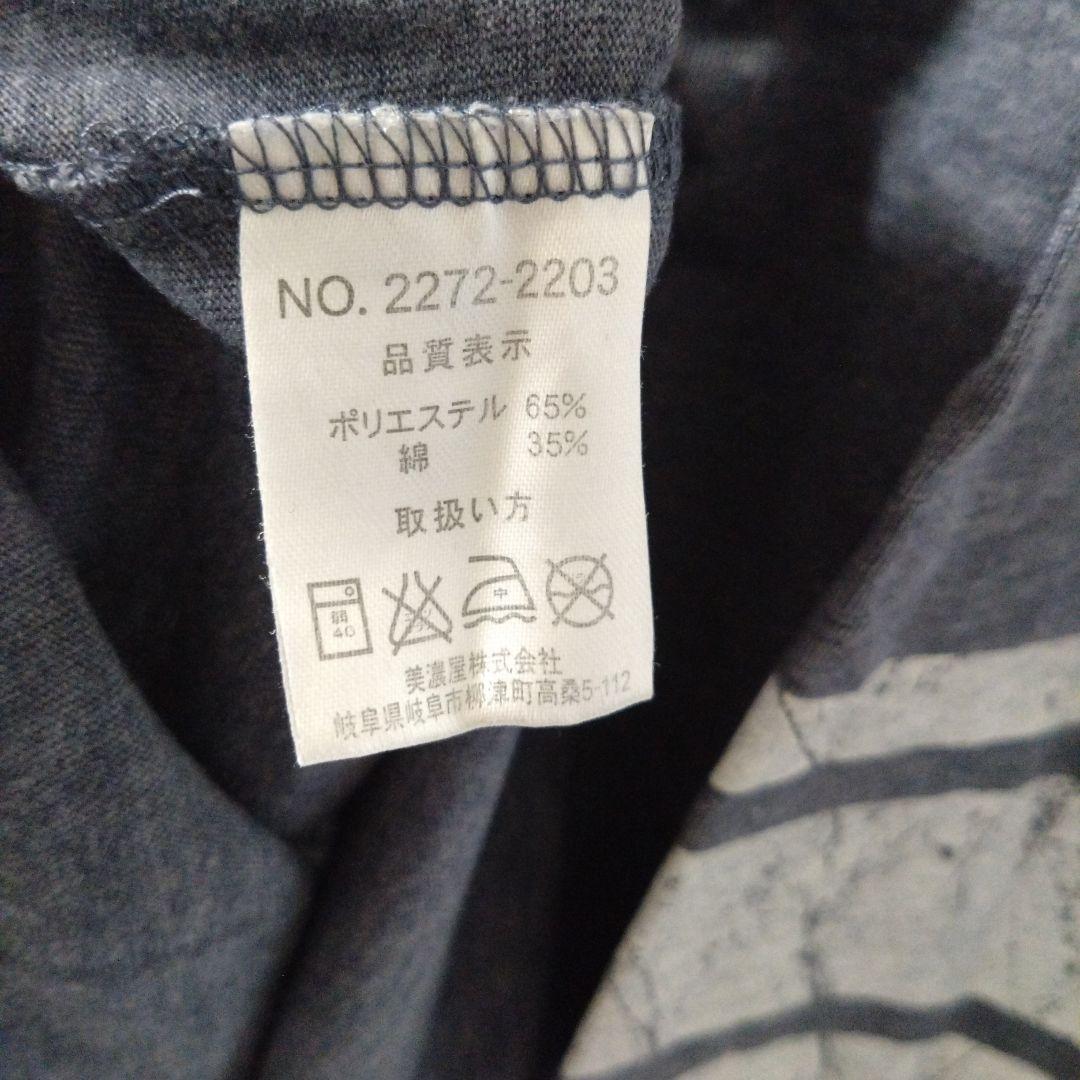 NO. 2272-2203
品質表示
ポリエステル 65%
綿 35%
取扱い方
弱
40
中
美濃屋株式会社
岐阜県岐阜市柳津町高桑5-112